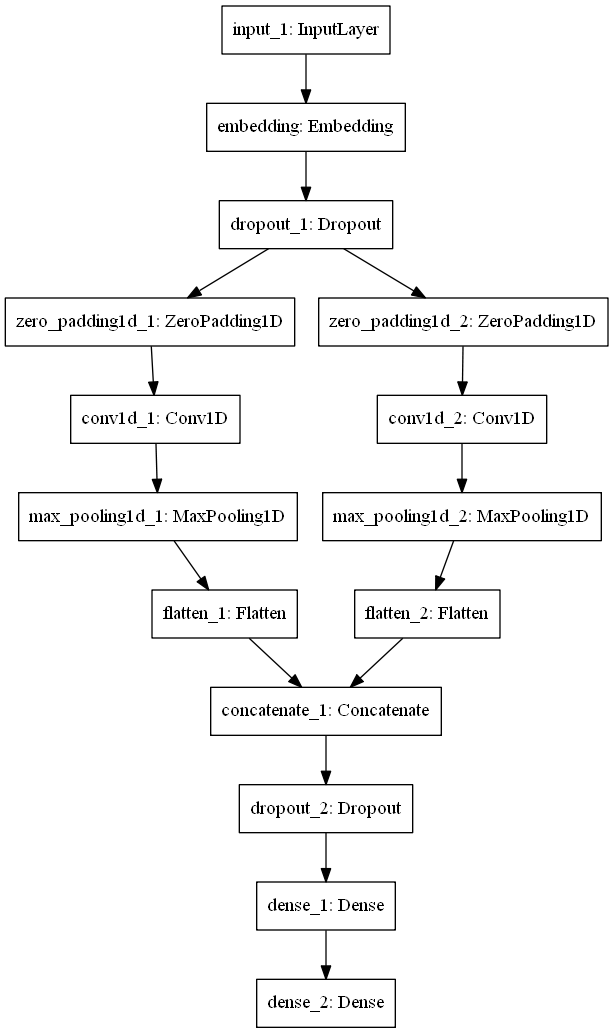 input_1: InputLayer
embedding: Embedding
dropout_1: Dropout
zero_padding1d_1: ZeroPadding1D
zero_padding1d_2: ZeroPadding1D
conv1d_1: Conv1D
conv1d_2: Conv1D
max_pooling1d_1: MaxPooling1D
max_pooling1d_2: MaxPooling1D
flatten_1: Flatten
flatten_2: Flatten
concatenate_1: Concatenate
dropout_2: Dropout
dense_1: Dense
dense_2: Dense